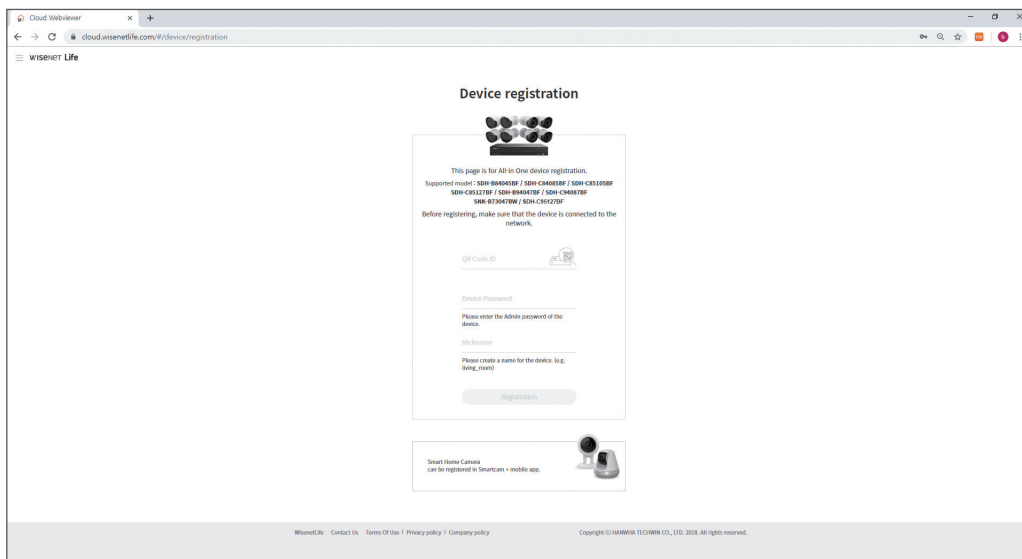 Cloud Webviewer
cloud.wisenetlife.com/#/device/registration
b
WISENET Life
Device registration
This page is for All-in One device registration.
Supported model : SDH-B84045BF / SDH-C84085BF / SDH-C85105BF
SDH-C85127BF / SDH-B94047BF / SDH-C94087BF
SNK-B73047BW / SDH-C95127BF
Before registering, make sure that the device is connected to the
network.
QR Code ID
Device Password
Please enter the Admin password of the
device.
Nickname
Please create a name for the device. (e.g.
living_room)
Registration
Smart Home Camera
can be registered in Smartcam + mobile app.
WisenetLife Contact Us Terms Of Use | Privacy policy | Company policy Copyright ⓒ HANWHA TECHWIN CO., LTD. 2018. All rights reserved.